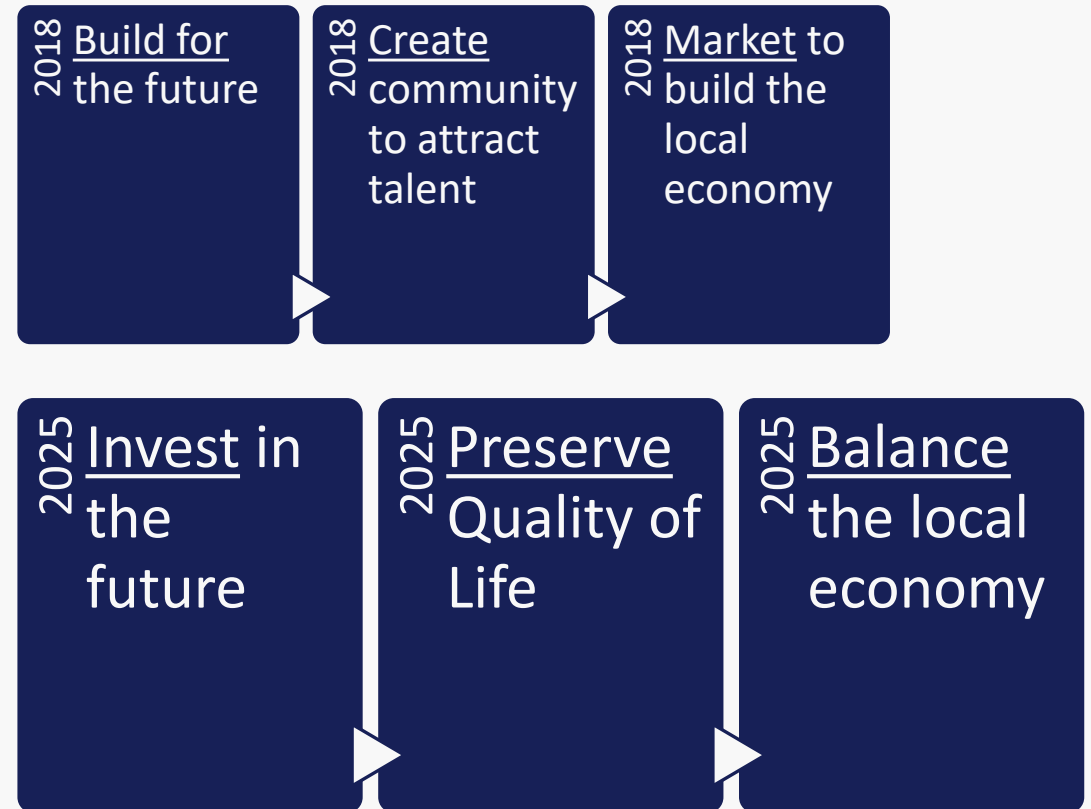 2018
Build for
the future
2018
Create
community
to attract
talent
2018
Market to
build the
local
economy
2025
Invest in
the
future
2025
Preserve
Quality of
Life
2025
Balance
the local
economy